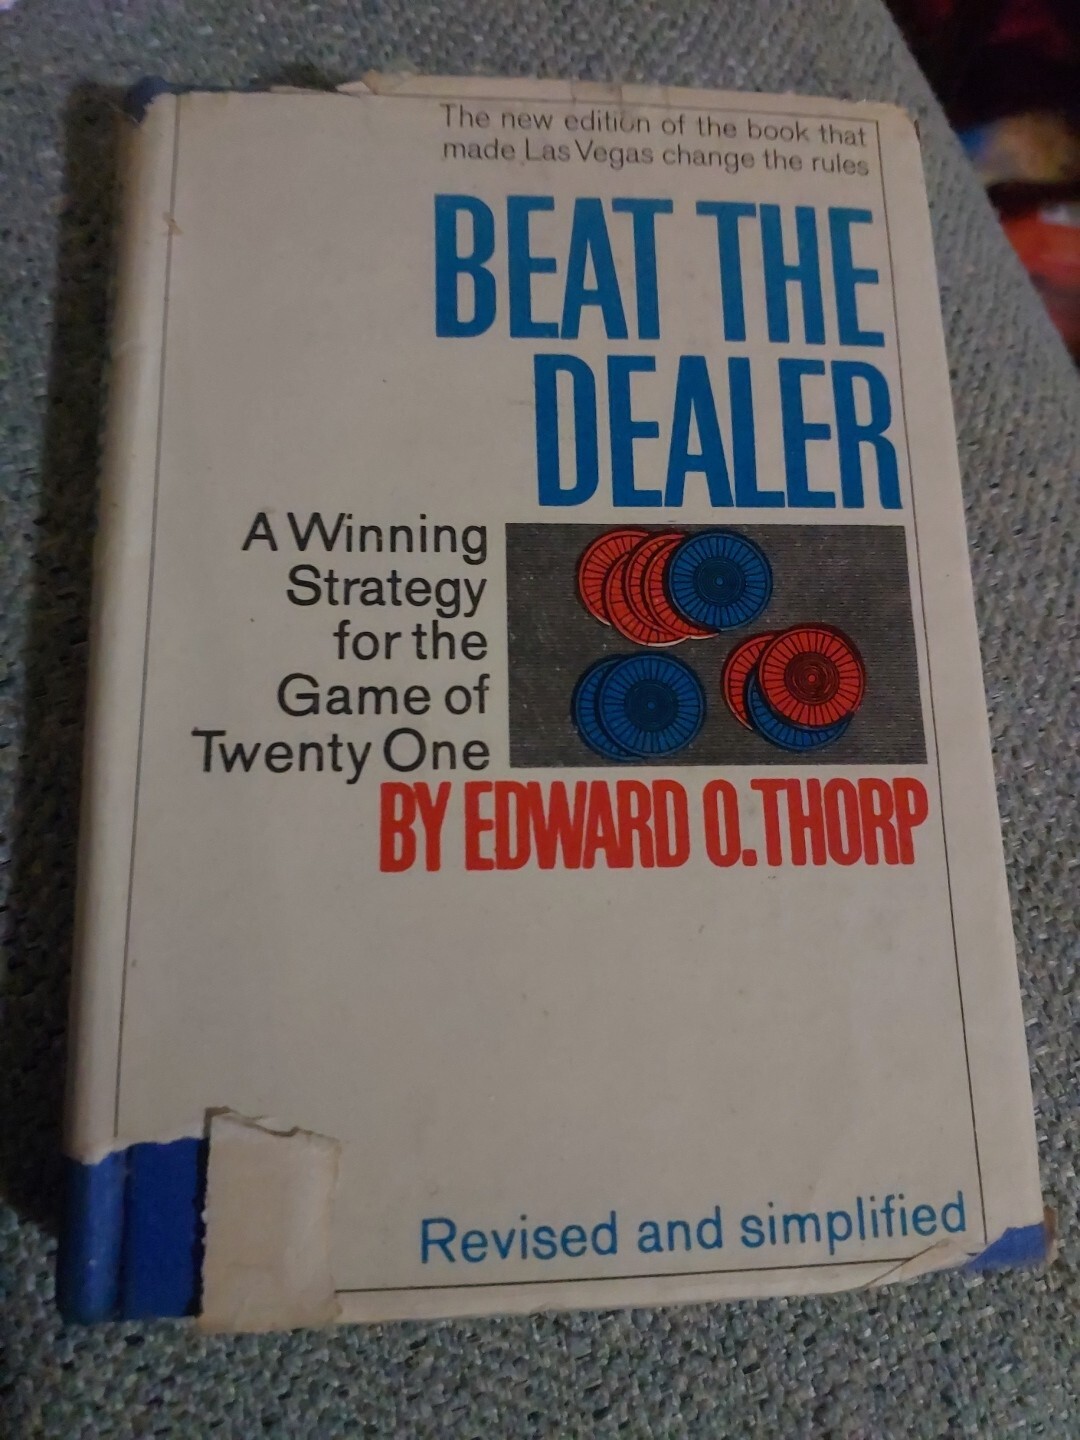 The new edition of the book that
made Las Vegas change the rules
BEAT THE
DEALER
A Winning
Strategy
for the
Game of
Twenty One
BY EDWARD O. THORP
Revised and simplified